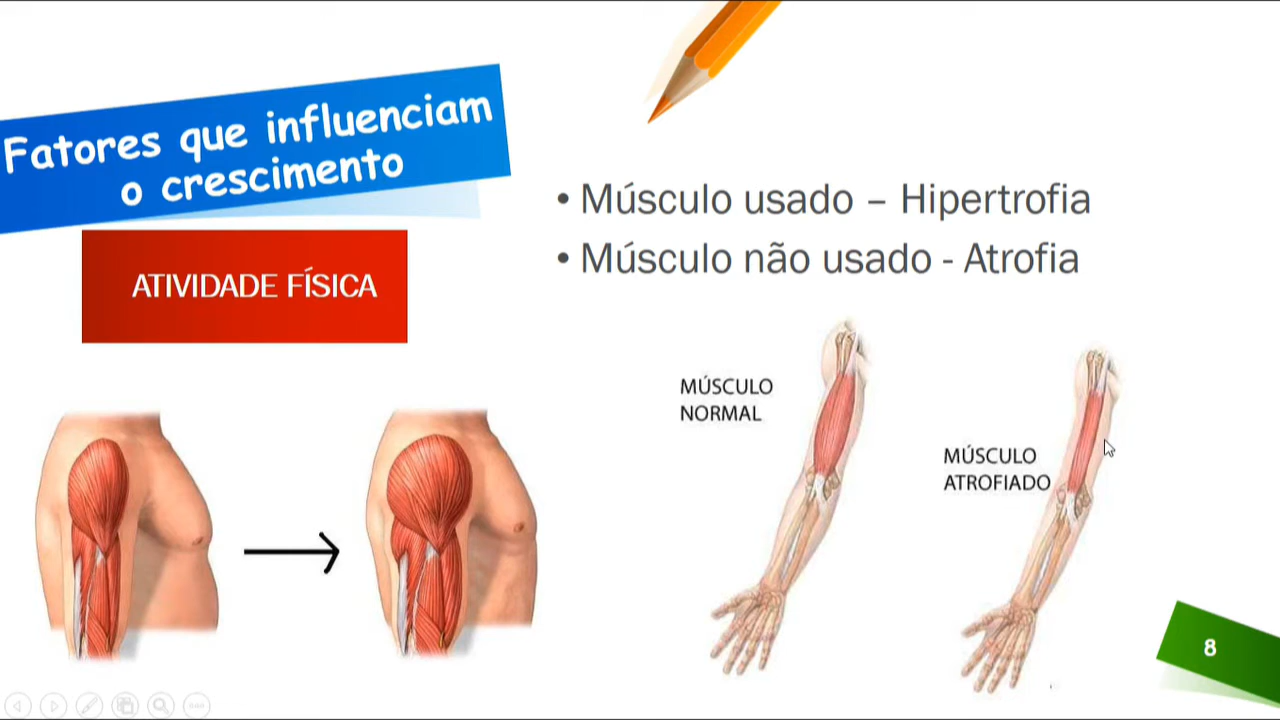 Fatores que influenciam
o crescimento
ATIVIDADE FÍSICA
• Músculo usado – Hipertrofia
• Músculo não usado - Atrofia
MÚSCULO
NORMAL
MÚSCULO
ATROFIADO
8